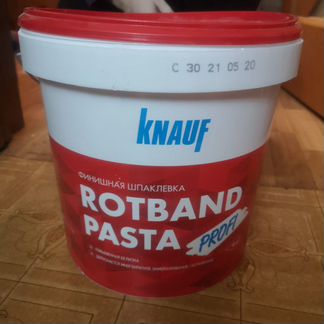 С 30 21 05 20
KNAUF
ФИНИШНАЯ ШПАКЛЕВКА
ROTBAND
PASTA
PROFI